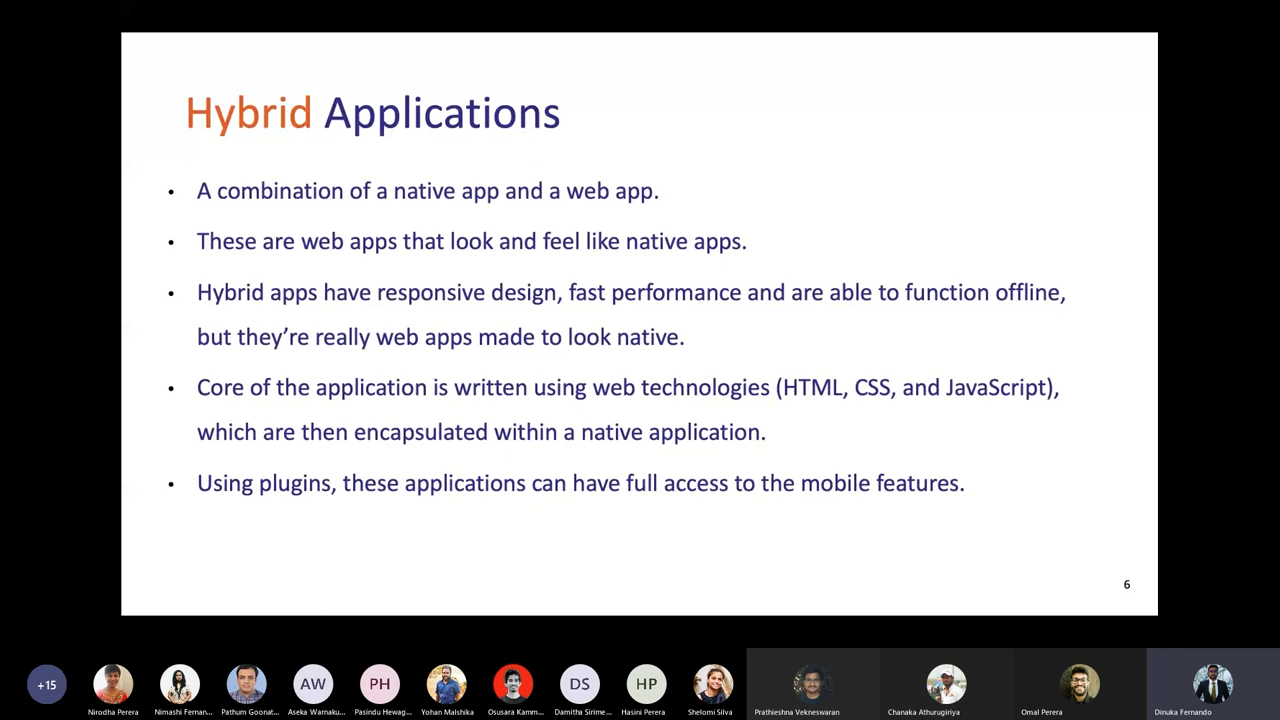 Hybrid Applications
• A combination of a native app and a web app.
• These are web apps that look and feel like native apps.
• Hybrid apps have responsive design, fast performance and are able to function offline,
but they’re really web apps made to look native.
• Core of the application is written using web technologies (HTML, CSS, and JavaScript),
which are then encapsulated within a native application.
• Using plugins, these applications can have full access to the mobile features.
6
+15
AW
PH
DS
HP
Nirodha Perera
Nimashi Fernan...
Pathum Goonat...
Aseka Warnaku...
Pasindu Hewag...
Yohan Malshika
Osusara Kamm...
Damitha Sirime...
Hasini Perera
Shelomi Silva
Prathieshna Vekneswaran
Chanaka Athurugiriya
Omal Perera
Dinuka Fernando